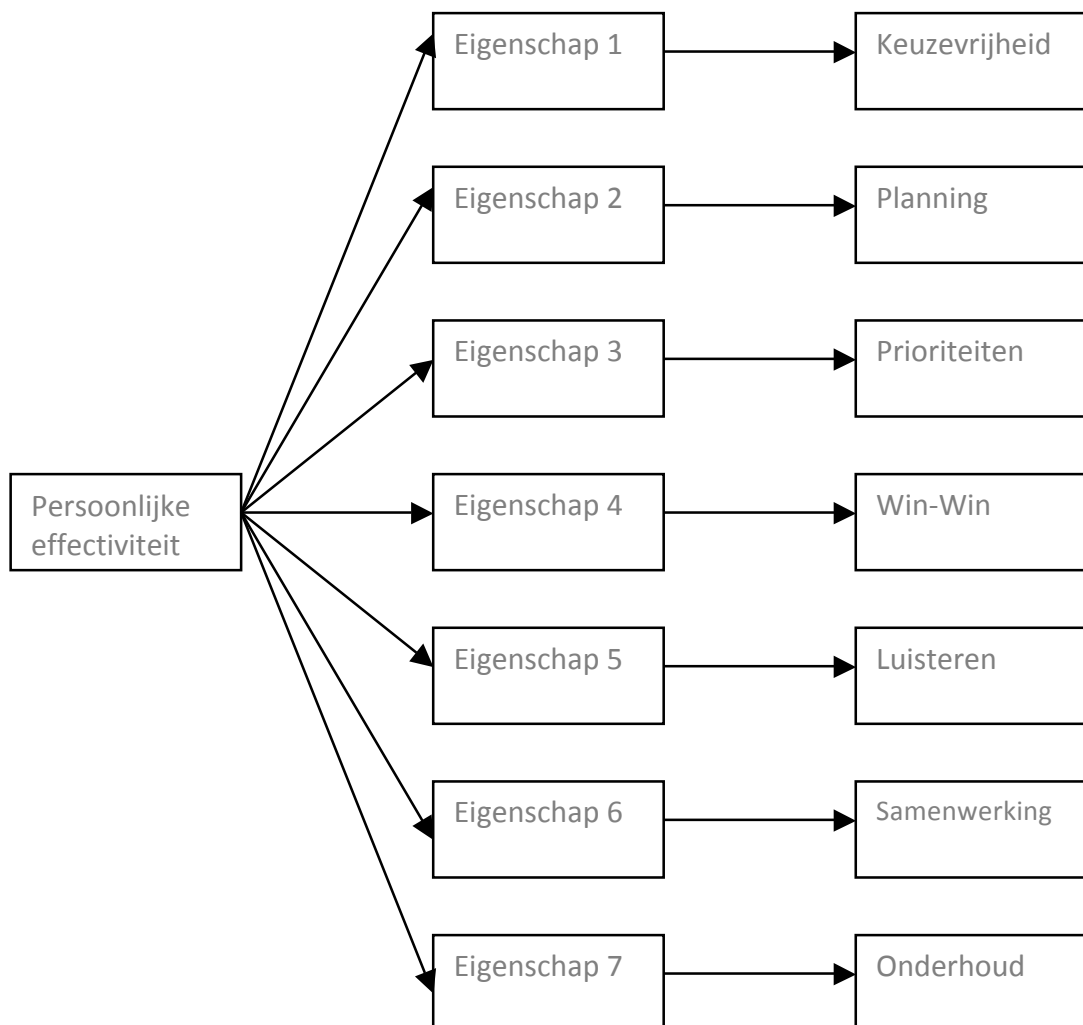 Eigenschap 1
Keuzevrijheid
Eigenschap 2
Planning
Eigenschap 3
Prioriteiten
Persoonlijke
effectiviteit
Eigenschap 4
Win-Win
Eigenschap 5
Luisteren
Eigenschap 6
Samenwerking
Eigenschap 7
Onderhoud